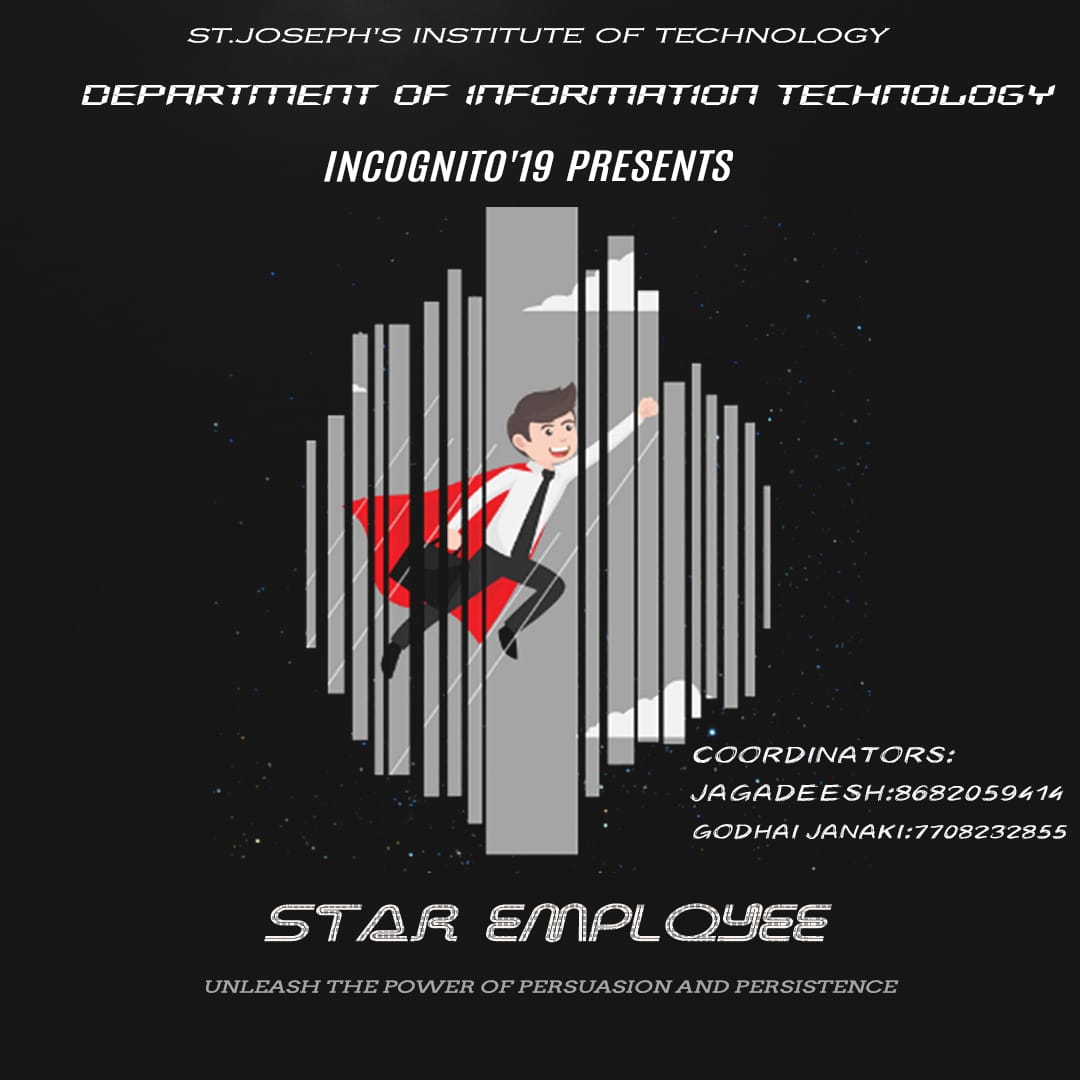 ST.JOSEPH'S INSTITUTE OF TECHNOLOGY
DEPARTMENT OF INFORMATION TECHNOLOGY
INCOGNITO'19 PRESENTS
COORDINATORS:
JAGADEESH:8682059414
GODHAI JANAKI:7708232855
STAR EMPLOYEE
UNLEASH THE POWER OF PERSUASION AND PERSISTENCE